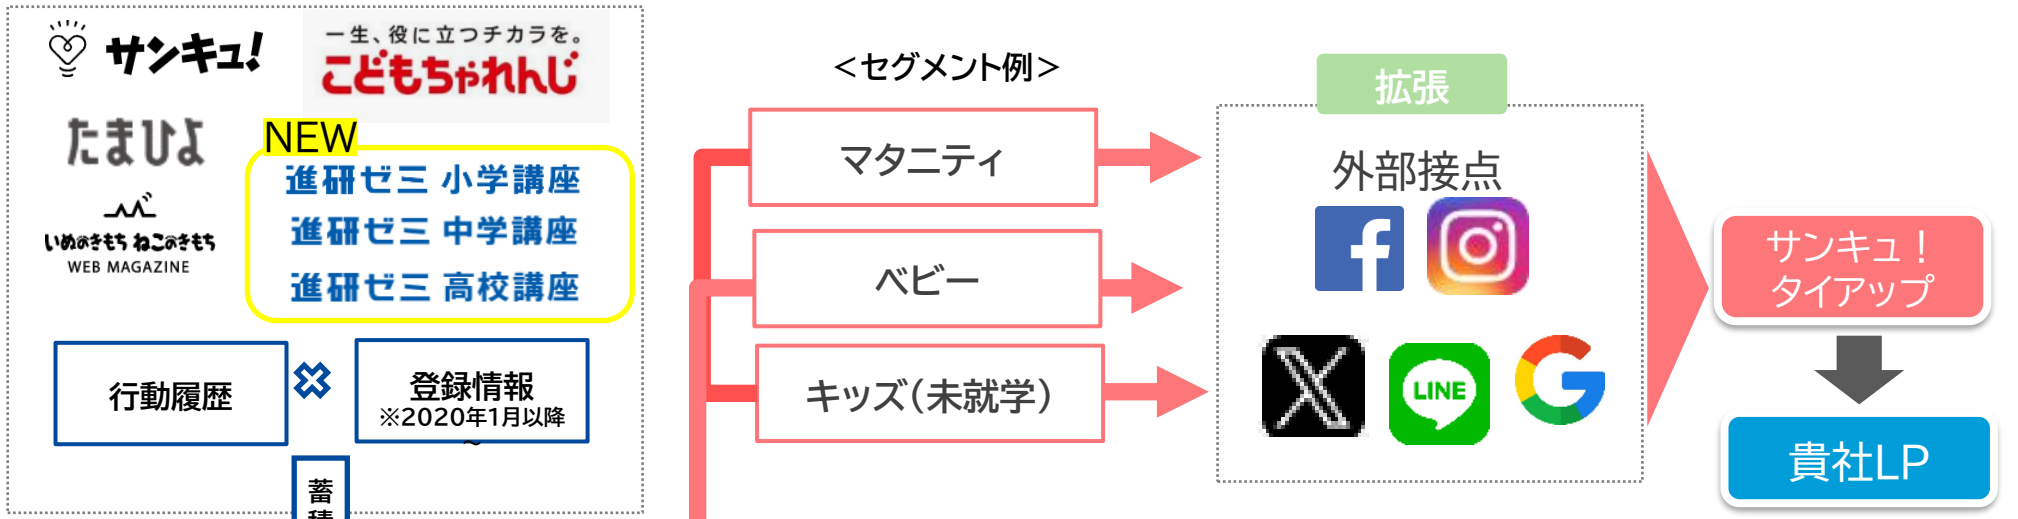 サンキュ!
一生、役に立つチカラを。
こどもちゃれんじ
たまひよ
NEW
進研ゼミ 小学講座
進研ゼミ 中学講座
進研ゼミ 高校講座
いぬのきもち ねこのきもち
WEB MAGAZINE
行動履歴
登録情報
※2020年1月以降
~
蓄
積
<セグメント例>
マタニティ
ベビー
キッズ(未就学)
拡張
外部接点
LINE
サンキュ!
タイアップ
貴社LP